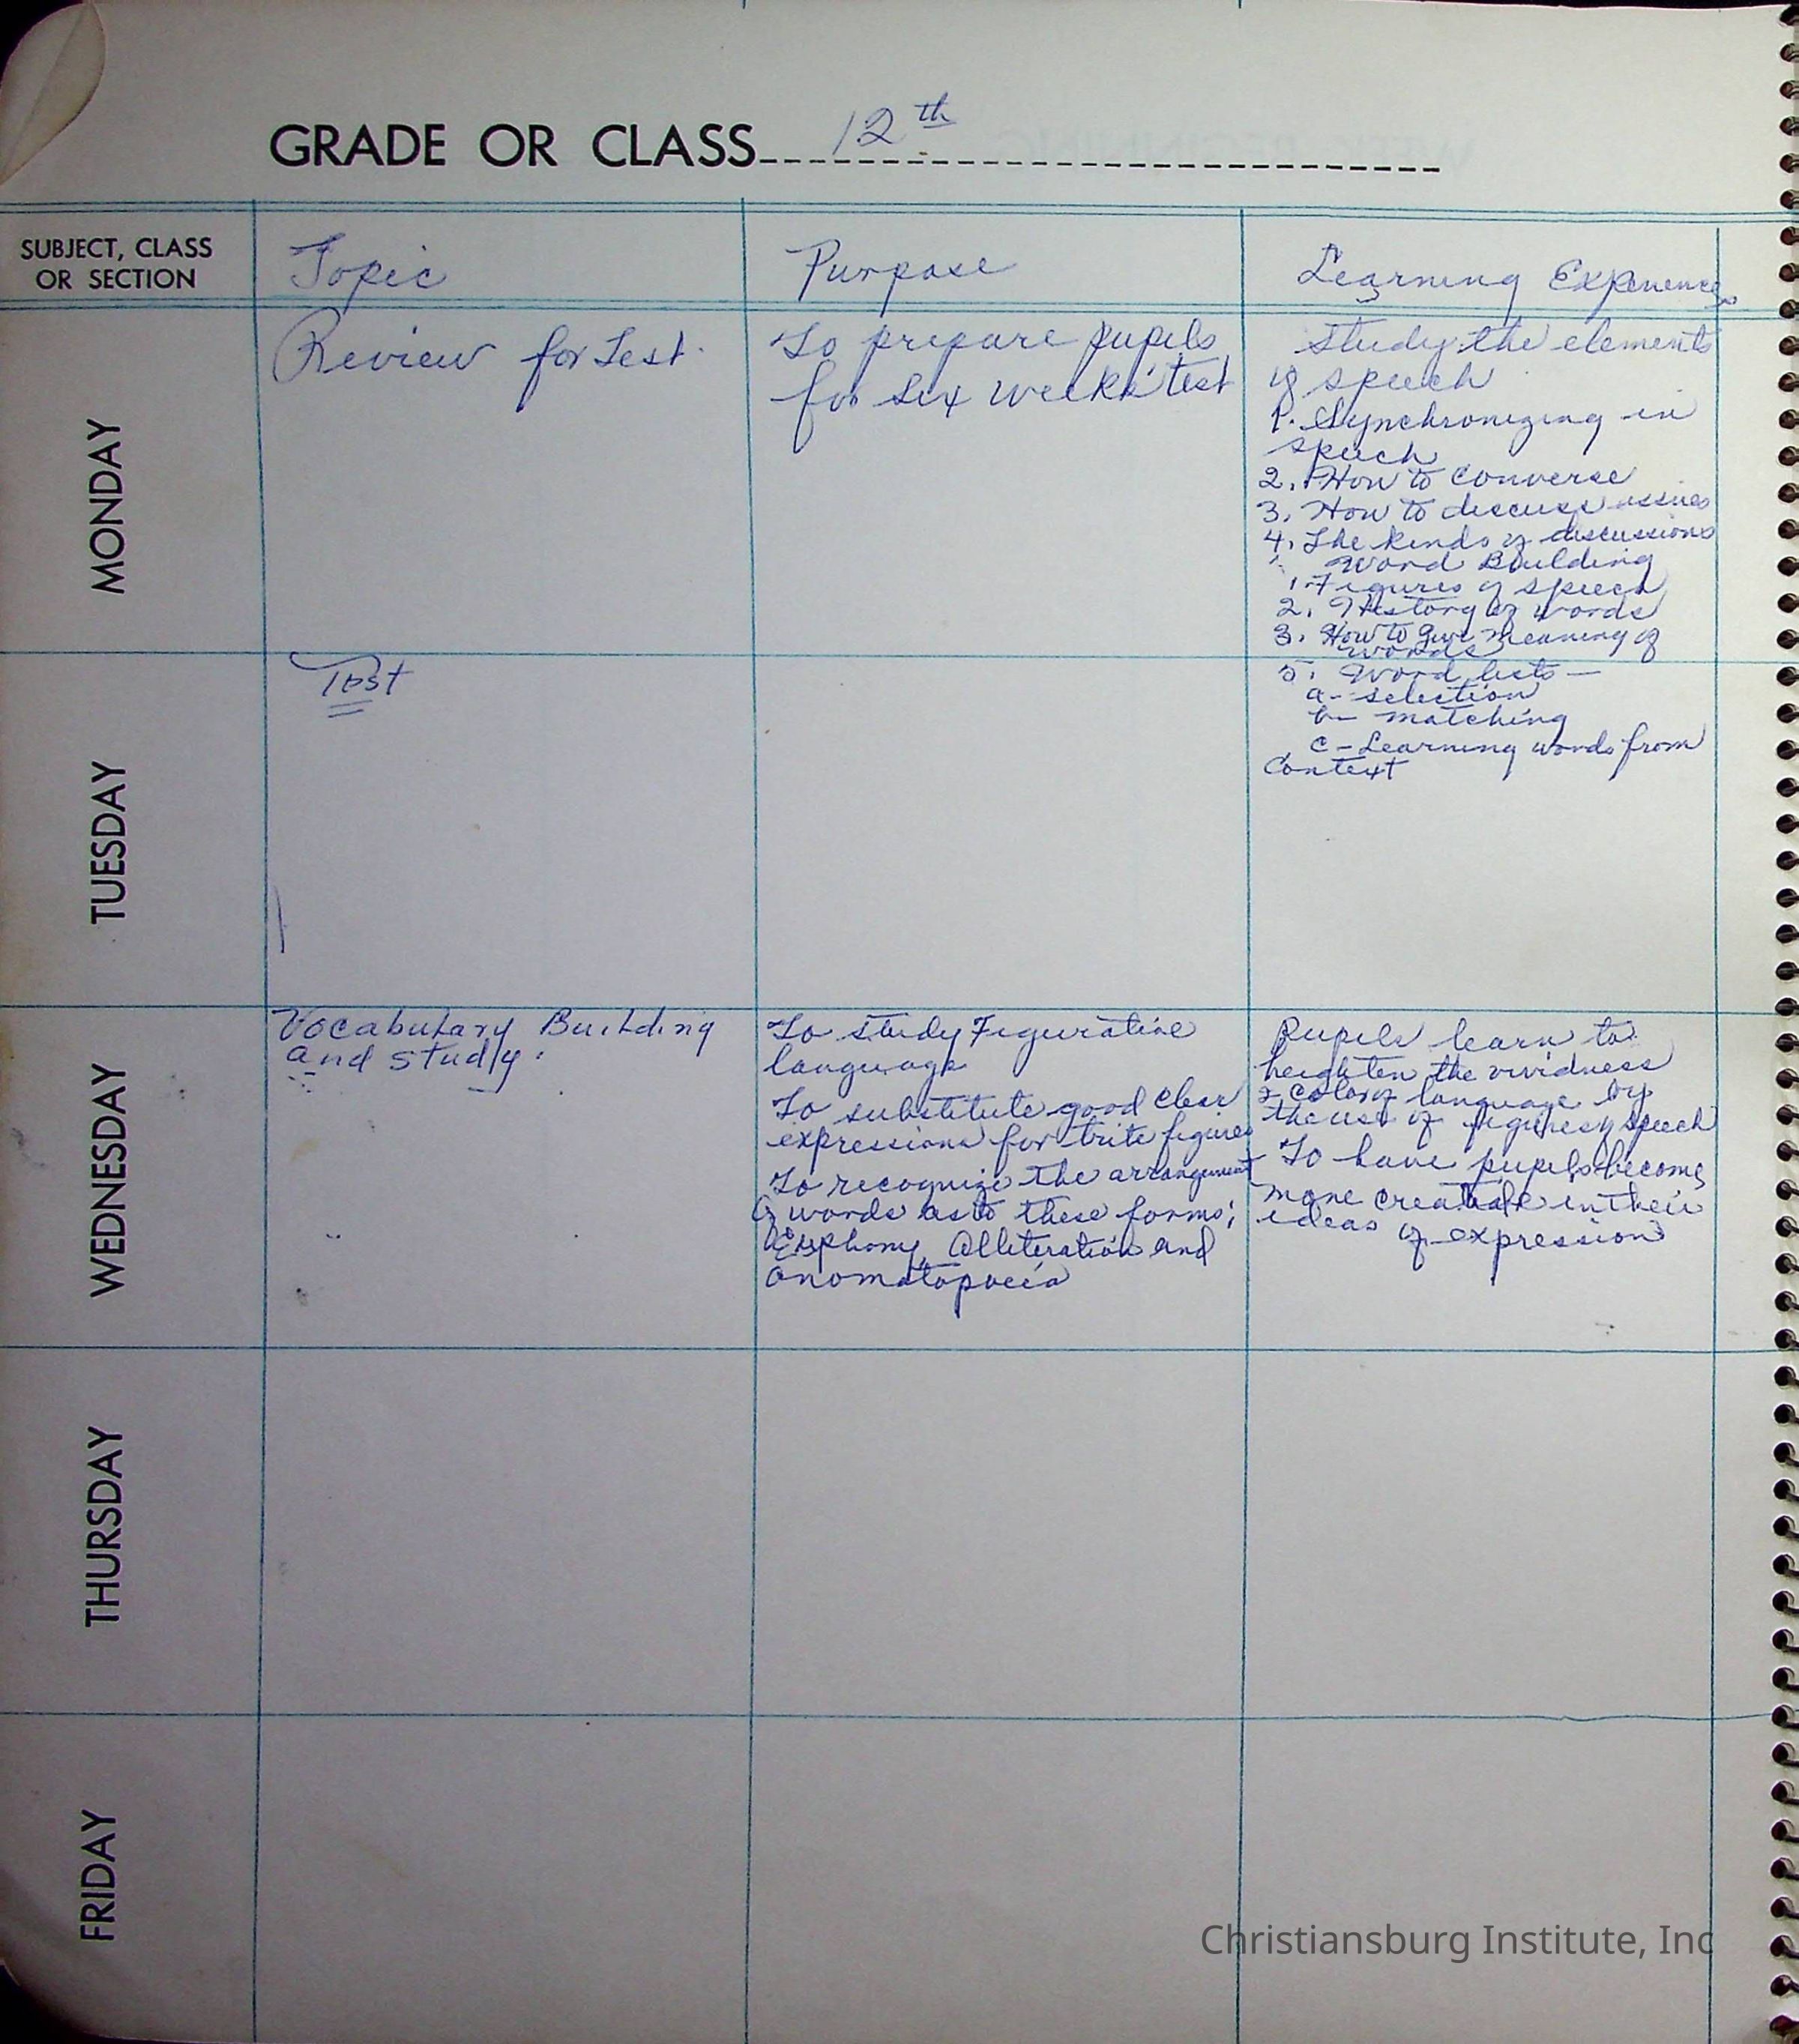 GRADE OR CLASS 12th
SUBJECT, CLASS
OR SECTION
Topic
Purpose
Learning Experiences
MONDAY
Review for Test.
To prepare pupils
for six weeks' test
Study the elements
of speech
1. Synchronizing in
speech
2. How to converse
3. How to discuss issues
4. The kinds of discussions
Word Building
1. Figures of speech
2. History of words
3. How to give meaning of
words
5. Word lists —
a - selection
b - matching
c - Learning words from
Context
TUESDAY
Test
WEDNESDAY
Vocabulary Building
and study.
To study Figurative
language
To substitute good clear
expressions for trite figures
To recognize the arrangement
of words as to these forms;
Euphony, Alliteration and
Onomatopoeia
Pupils learn to
heighten the vividness
& color of language by
the use of figures of speech
To have pupils become
more creative in their
ideas of expression
THURSDAY
FRIDAY
Christiansburg Institute, Inc